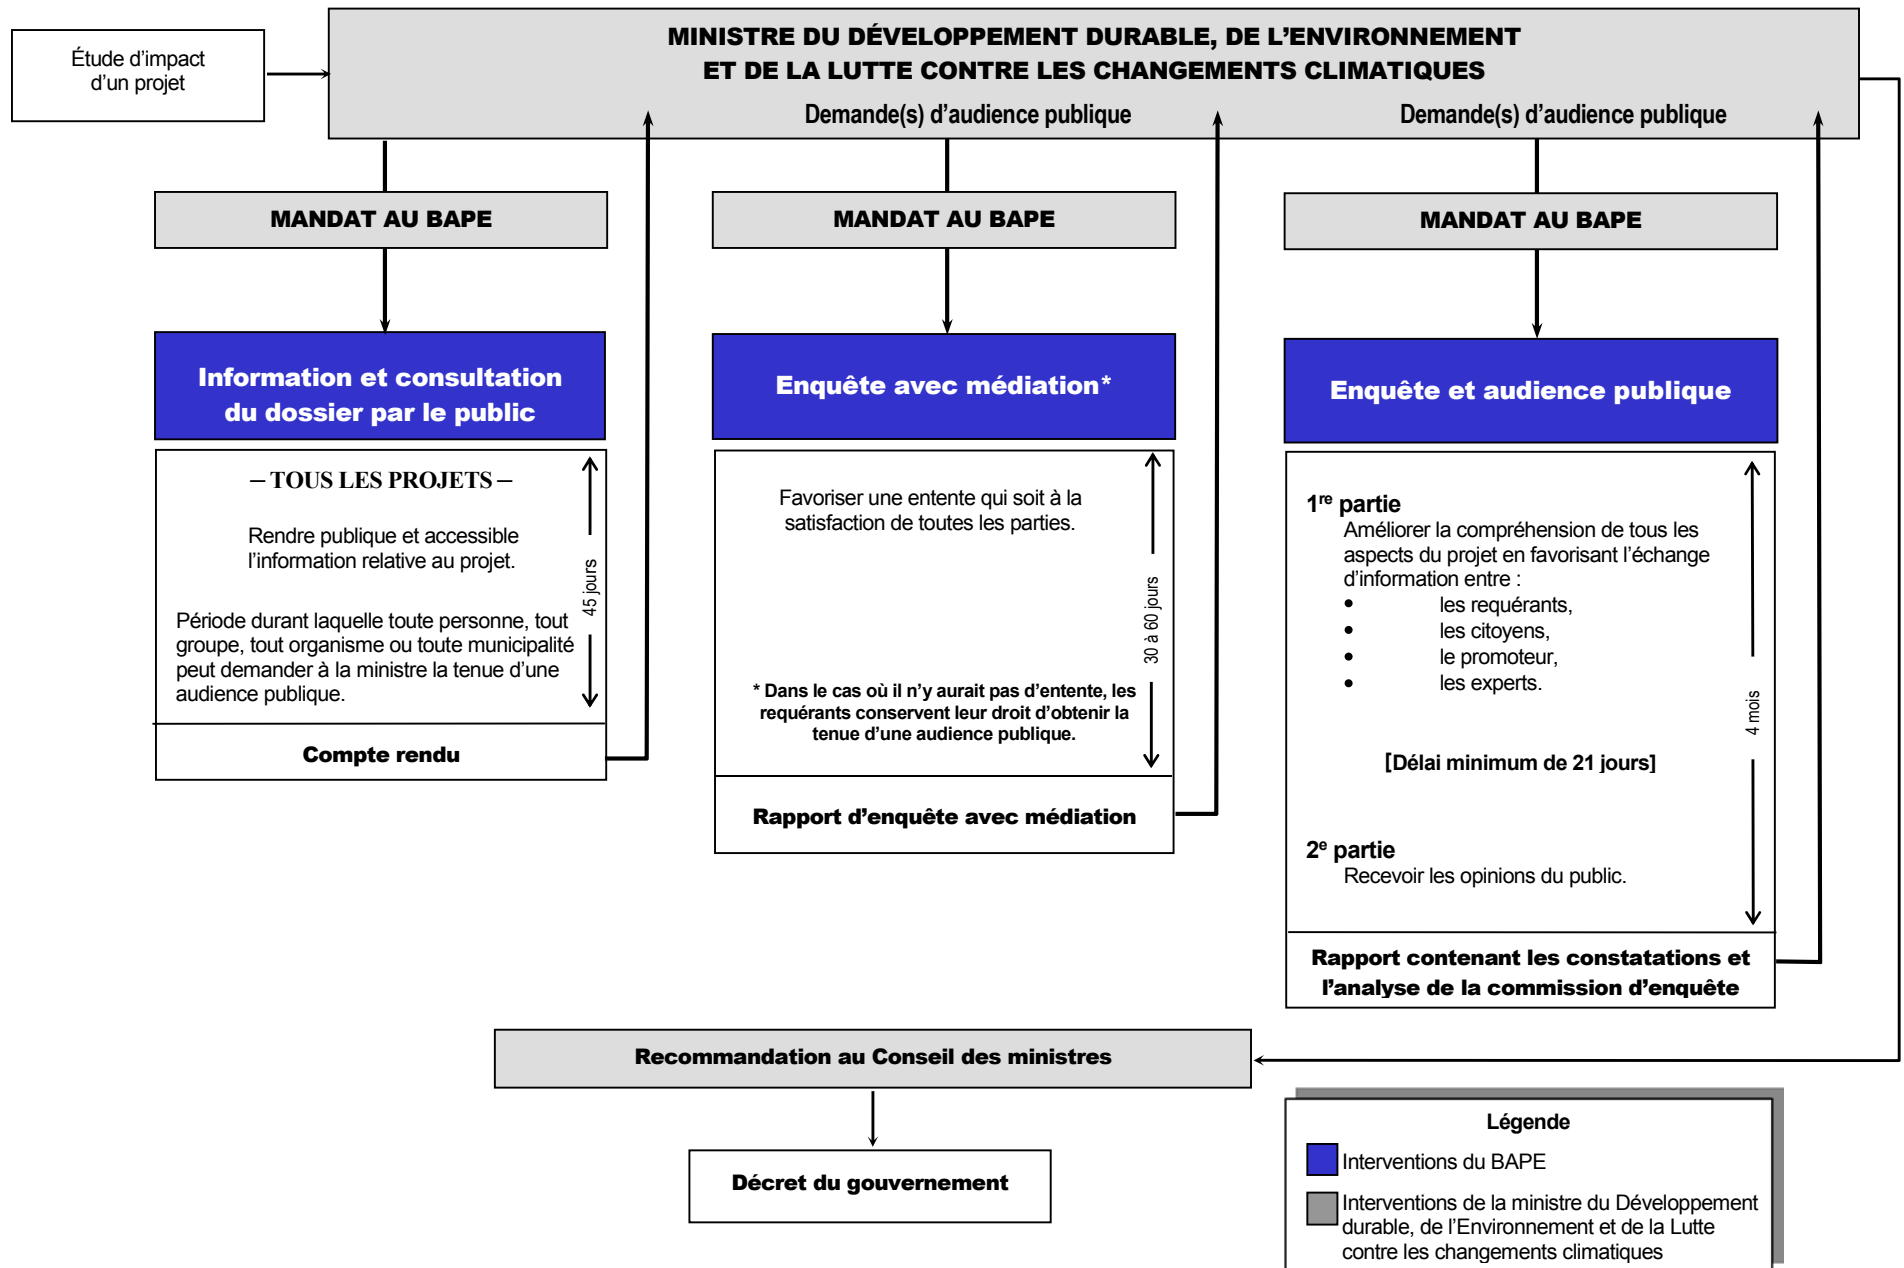 Étude d'impact
d'un projet
MINISTRE DU DÉVELOPPEMENT DURABLE, DE L'ENVIRONNEMENT
ET DE LA LUTTE CONTRE LES CHANGEMENTS CLIMATIQUES
Demande(s) d'audience publique
Demande(s) d'audience publique
MANDAT AU BAPE
MANDAT AU BAPE
MANDAT AU BAPE
Information et consultation
du dossier par le public
— TOUS LES PROJETS —
Rendre publique et accessible
l'information relative au projet.
Période durant laquelle toute personne, tout
groupe, tout organisme ou toute municipalité
peut demander à la ministre la tenue d'une
audience publique.
45 jours
Compte rendu
Enquête avec médiation*
Favoriser une entente qui soit à la
satisfaction de toutes les parties.
30 à 60 jours
* Dans le cas où il n'y aurait pas d'entente, les
requérants conservent leur droit d'obtenir la
tenue d'une audience publique.
Rapport d'enquête avec médiation
Enquête et audience publique
1re partie
Améliorer la compréhension de tous les
aspects du projet en favorisant l'échange
d'information entre :
• les requérants,
• les citoyens,
• le promoteur,
• les experts.
4 mois
[Délai minimum de 21 jours]
2e partie
Recevoir les opinions du public.
Rapport contenant les constatations et
l'analyse de la commission d'enquête
Recommandation au Conseil des ministres
Décret du gouvernement
Légende
Interventions du BAPE
Interventions de la ministre du Développement
durable, de l'Environnement et de la Lutte
contre les changements climatiques